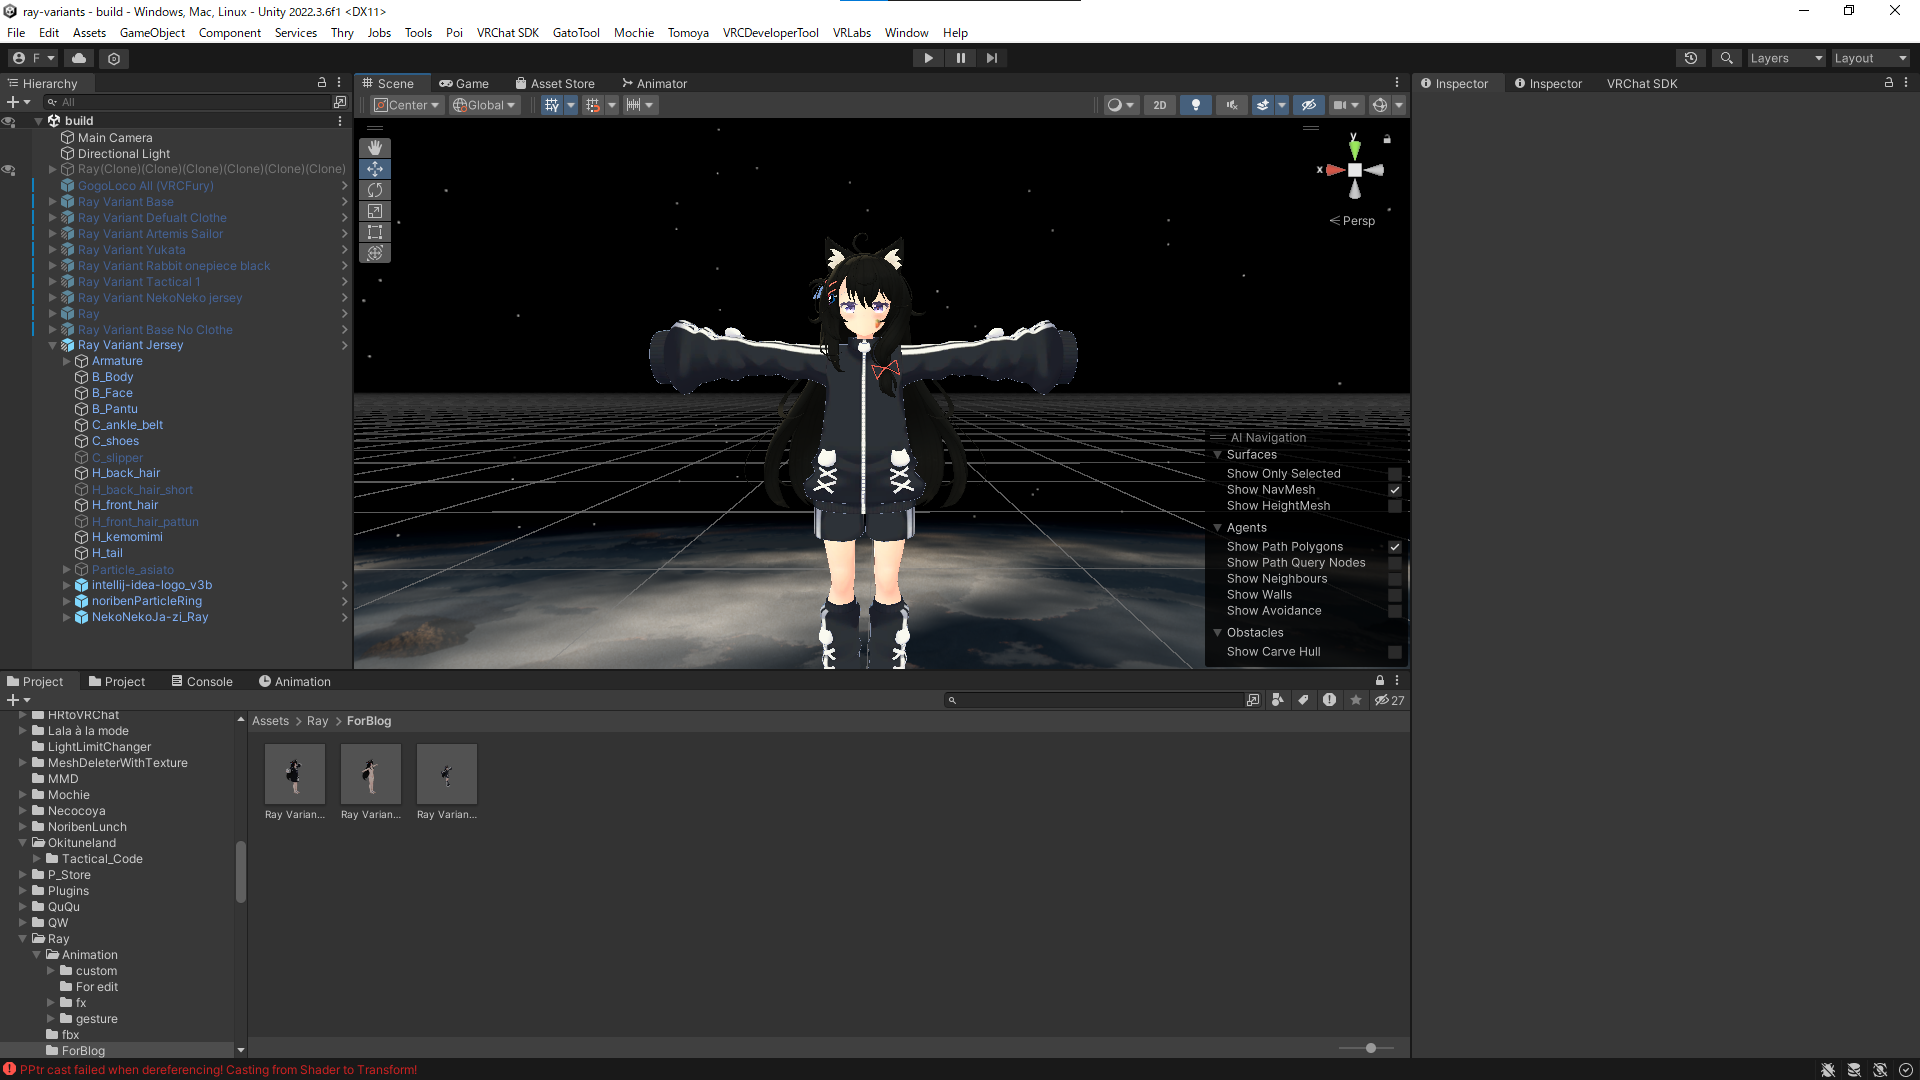 ray-variants - build - Windows, Mac, Linux - Unity 2022.3.6f1 <DX11>
File Edit Assets GameObject Component Services Thry Jobs Tools Poi VRChat SDK GatoTool Mochie Tomoya VRCDeveloperTool VRLabs Window Help
F
Layers
Layout
Hierarchy
All
build
Main Camera
Directional Light
Ray(Clone)(Clone)(Clone)(Clone)(Clone)(Clone)
GogoLoco All (VRCFury)
Ray Variant Base
Ray Variant Defualt Clothe
Ray Variant Artemis Sailor
Ray Variant Yukata
Ray Variant Rabbit onepiece black
Ray Variant Tactical 1
Ray Variant NekoNeko jersey
Ray
Ray Variant Base No Clothe
Ray Variant Jersey
Armature
B_Body
B_Face
B_Pantu
C_ankle_belt
C_shoes
C_slipper
H_back_hair
H_back_hair_short
H_front_hair
H_front_hair_pattun
H_kemomimi
H_tail
Particle_asiato
intellij-idea-logo_v3b
noribenParticleRing
NekoNekoJa-zi_Ray
Scene
Game
Asset Store
Animator
Center
Global
2D
y
x
Persp
AI Navigation
Surfaces
Show Only Selected
Show NavMesh
Show HeightMesh
Agents
Show Path Polygons
Show Path Query Nodes
Show Neighbours
Show Walls
Show Avoidance
Obstacles
Show Carve Hull
Inspector
Inspector
VRChat SDK
Project
Project
Console
Animation
27
HRtoVRChat
Lala à la mode
LightLimitChanger
MeshDeleterWithTexture
MMD
Mochie
Necocoya
NoribenLunch
Okituneland
Tactical_Code
P_Store
Plugins
QuQu
QW
Ray
Animation
custom
For edit
fx
gesture
fbx
ForBlog
Assets > Ray > ForBlog
Ray Varian...
Ray Varian...
Ray Varian...
PPtr cast failed when dereferencing! Casting from Shader to Transform!